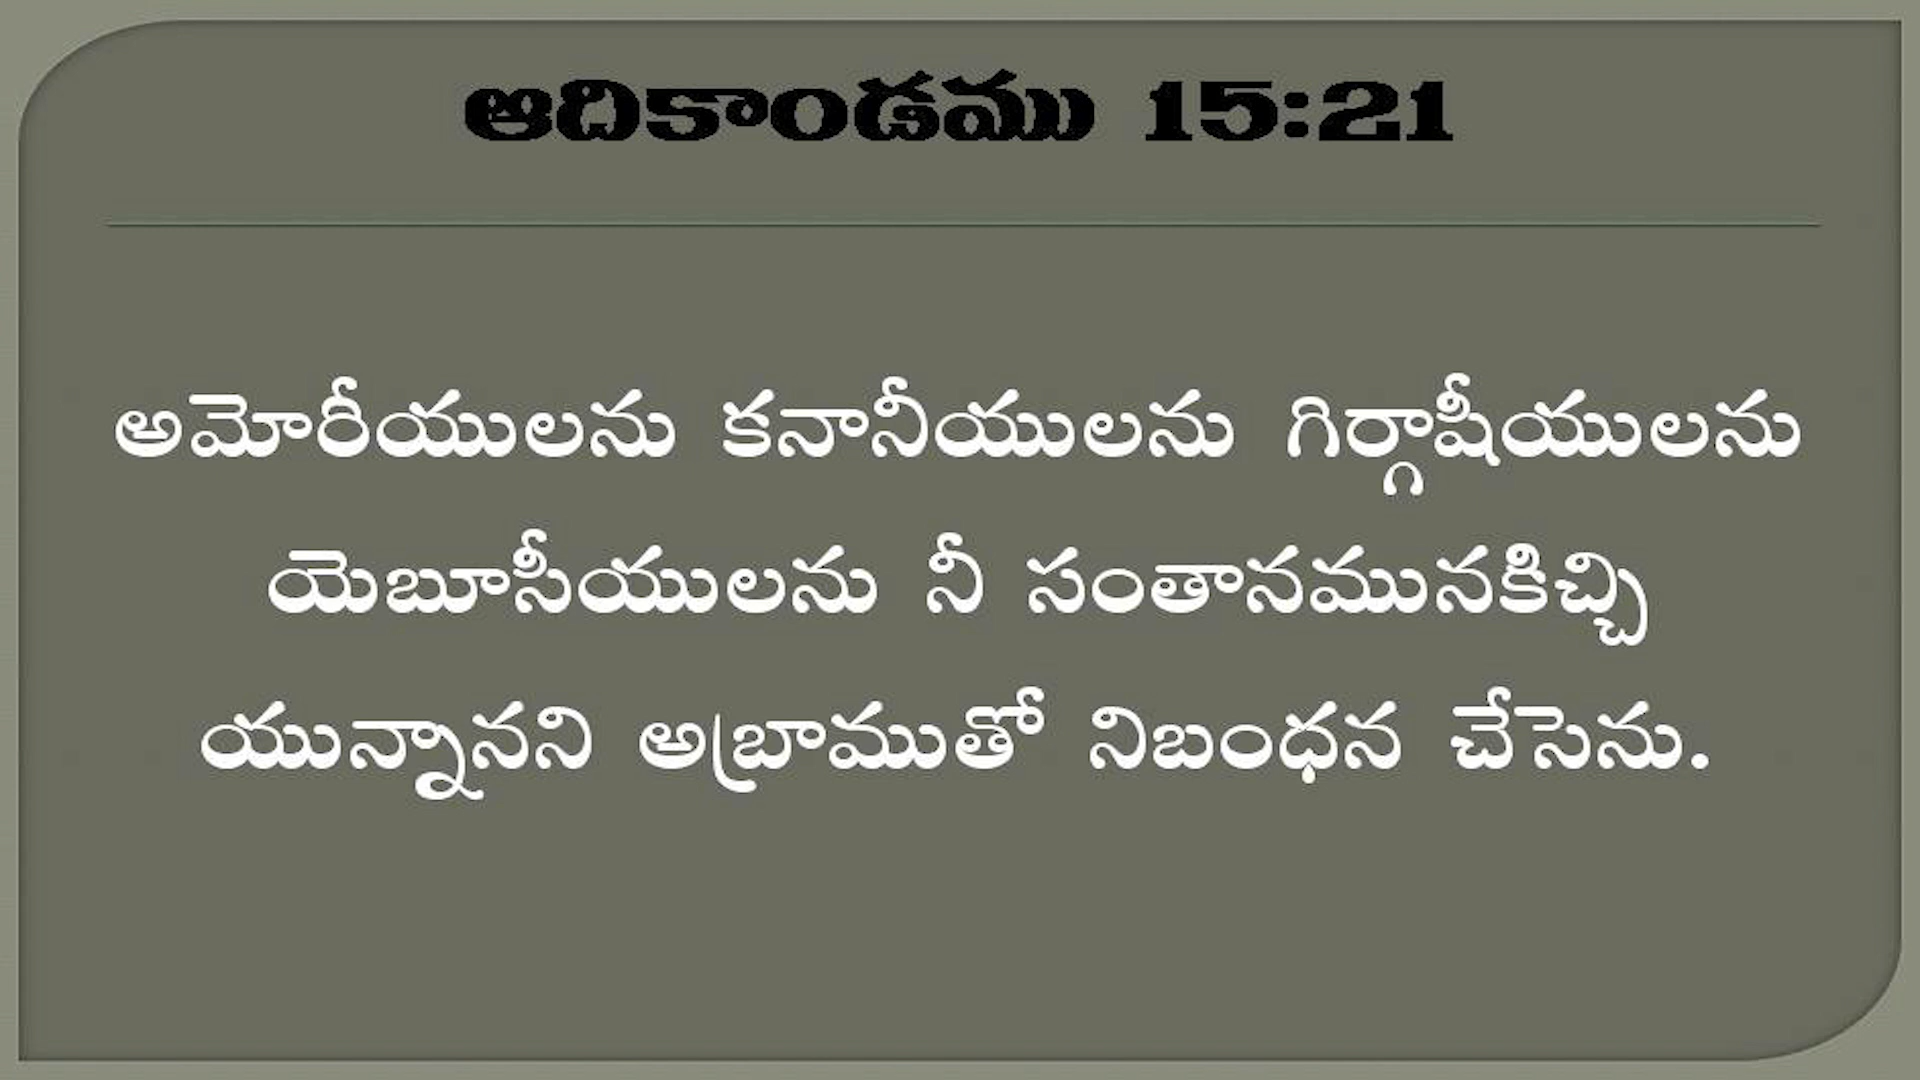 ఆదికాండము 15:21
అమోరీయులను కనానీయులను గిర్గాషీయులను
యెబూసీయులను నీ సంతానమునకిచ్చి
యున్నానని అబ్రాముతో నిబంధన చేసెను.